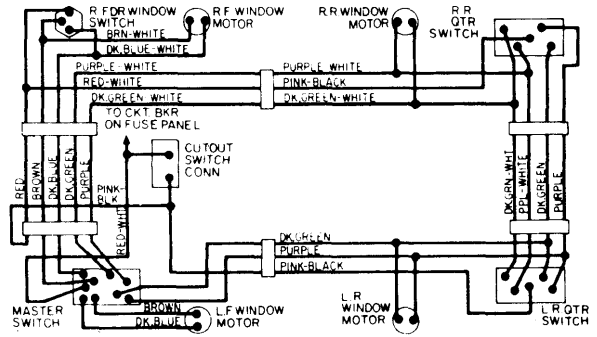 R.F.DR WINDOW
SWITCH
R.F WINDOW
MOTOR
R.R WINDOW
MOTOR
R R
QTR
SWITCH
BRN-WHITE
DK.BLUE-WHITE
PURPLE-WHITE
PURPLE WHITE
RED-WHITE
PINK-BLACK
DK.GREEN-WHITE
DK.GREEN-WHITE
TO CKT. BKR
ON FUSE PANEL
CUTOUT
SWITCH
CONN
RED
BROWN
DK.BLUE
DK.GREEN
PURPLE
PINK-
BLK
RED-WHT
DK.GRN-WHT
PPL-WHITE
DK.GREEN
PURPLE
DK.GREEN
PURPLE
PINK-BLACK
MASTER
SWITCH
BROWN
DK.BLUE
L.F WINDOW
MOTOR
L.R
WINDOW
MOTOR
L R QTR
SWITCH